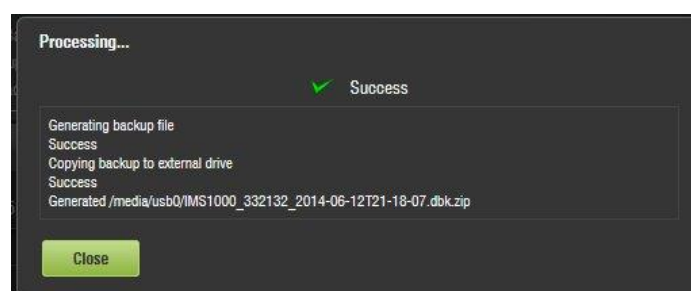 Processing...
Success
Generating backup file
Success
Copying backup to external drive
Success
Generated /media/usb0/IMS1000_332132_2014-06-12T21-18-07.dbk.zip
Close